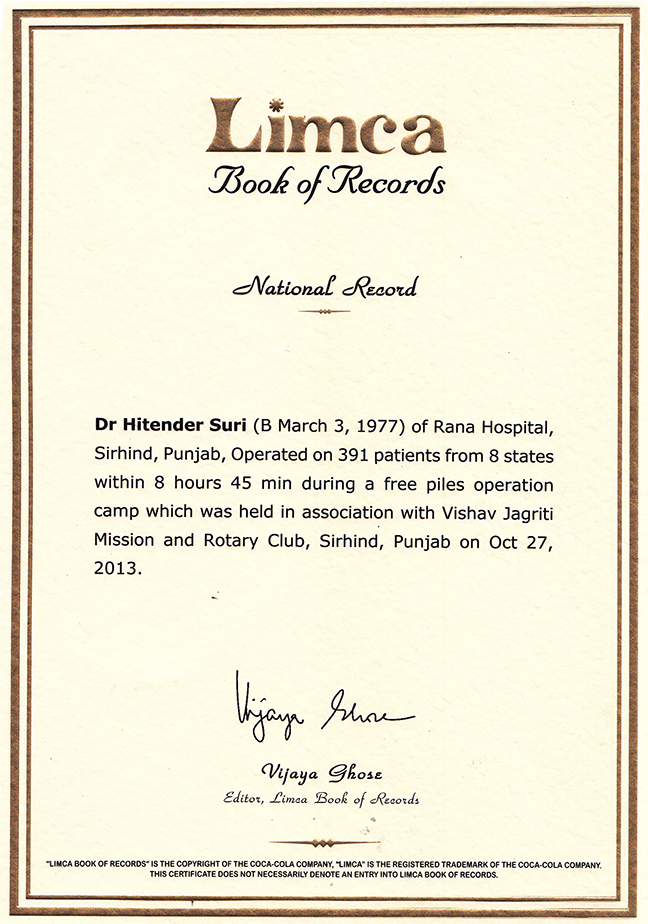 Limca
Book of Records
National Record
Dr Hitender Suri (B March 3, 1977) of Rana Hospital,
Sirhind, Punjab, Operated on 391 patients from 8 states
within 8 hours 45 min during a free piles operation
camp which was held in association with Vishav Jagriti
Mission and Rotary Club, Sirhind, Punjab on Oct 27,
2013.
Vijaya Ghose
Vijaya Ghose
Editor, Limca Book of Records
"LIMCA BOOK OF RECORDS" IS THE COPYRIGHT OF THE COCA-COLA COMPANY, "LIMCA" IS THE REGISTERED TRADEMARK OF THE COCA-COLA COMPANY.
THIS CERTIFICATE DOES NOT NECESSARILY DENOTE AN ENTRY INTO LIMCA BOOK OF RECORDS.